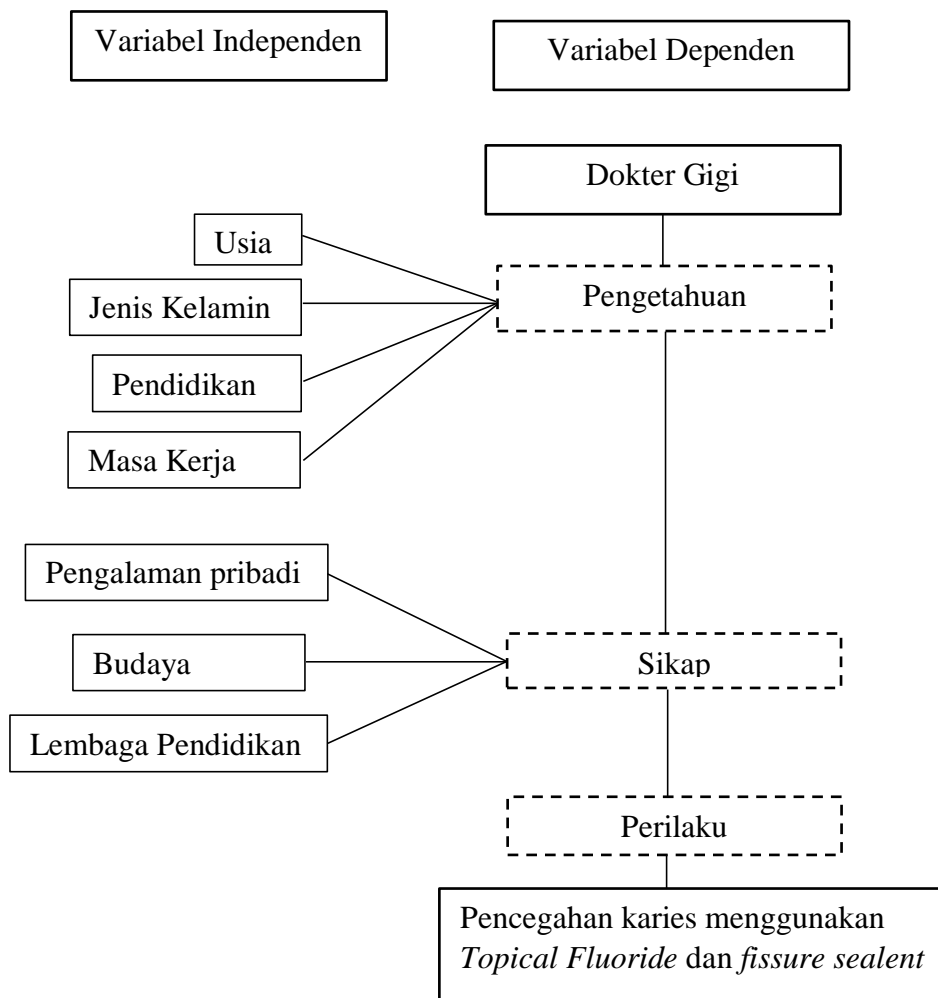 Variabel Independen
Variabel Dependen
Dokter Gigi
Usia
Pengetahuan
Jenis Kelamin
Pendidikan
Masa Kerja
Pengalaman pribadi
Budaya
Sikap
Lembaga Pendidikan
Perilaku
Pencegahan karies menggunakan
Topical Fluoride dan fissure sealent